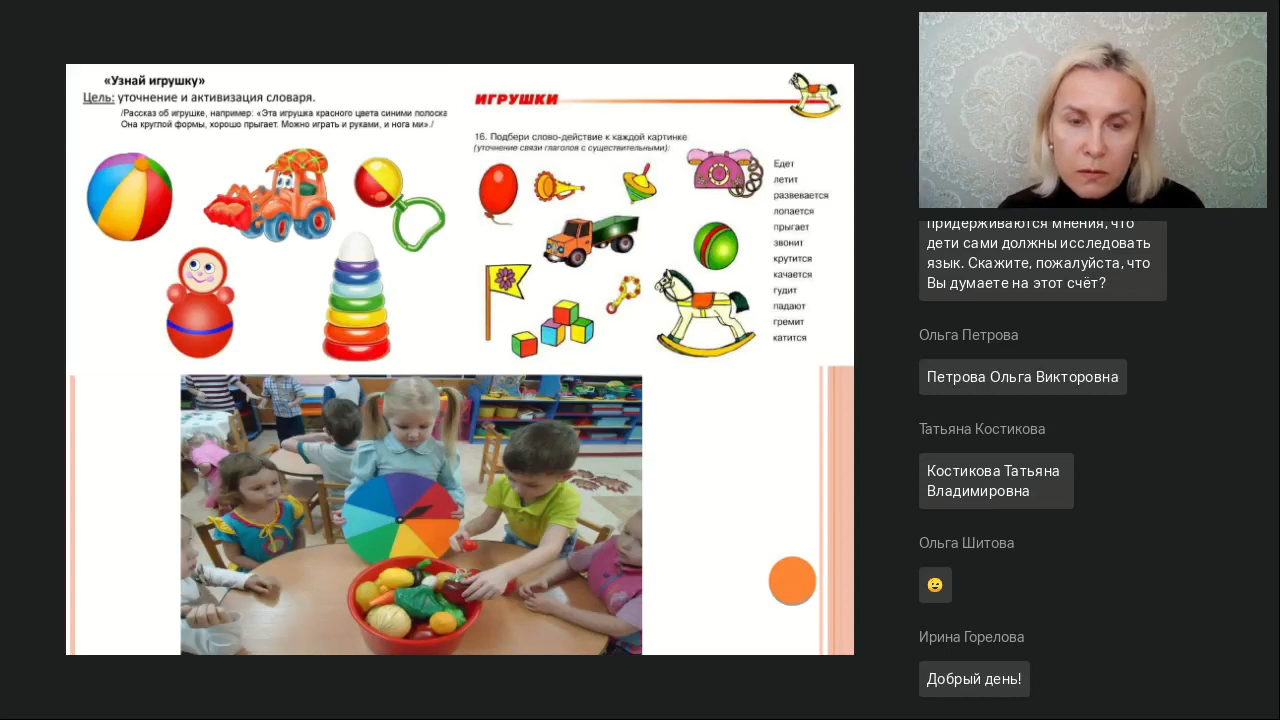 «Узнай игрушку»
Цель: уточнение и активизация словаря.
/Рассказ об игрушке, например: «Эта игрушка красного цвета синими полоска
Она круглой формы, хорошо прыгает. Можно играть и руками, и нога ми»./
ИГРУШКИ
16. Подбери слово-действие к каждой картинке
(уточнение связи глаголов с существительными):
Едет
летит
развевается
лопается
прыгает
звонит
крутится
качается
гудит
падают
гремит
катится
придерживаются мнения, что
дети сами должны исследовать
язык. Скажите, пожалуйста, что
Вы думаете на этот счёт?
Ольга Петрова
Петрова Ольга Викторовна
Татьяна Костикова
Костикова Татьяна
Владимировна
Ольга Шитова
😉
Ирина Горелова
Добрый день!